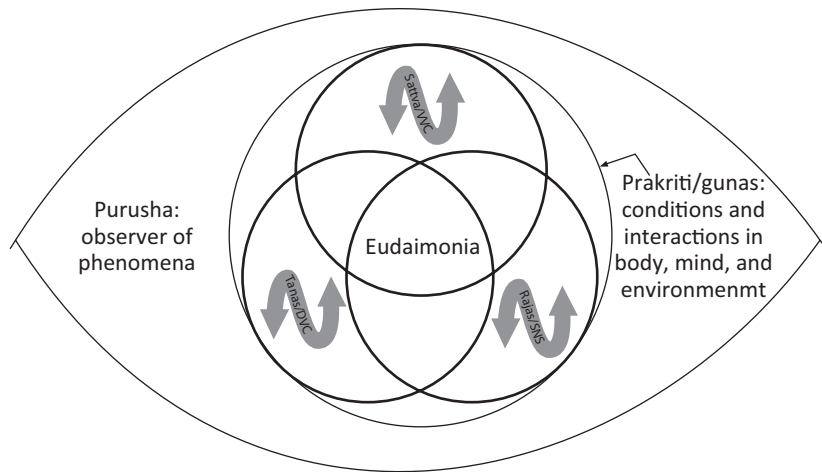 Sattva/VVC
Purusha:
observer of
phenomena
Prakriti/gunas:
conditions and
interactions in
body, mind, and
environmenmt
Eudaimonia
Tanas/DVC
Rajas/SNS